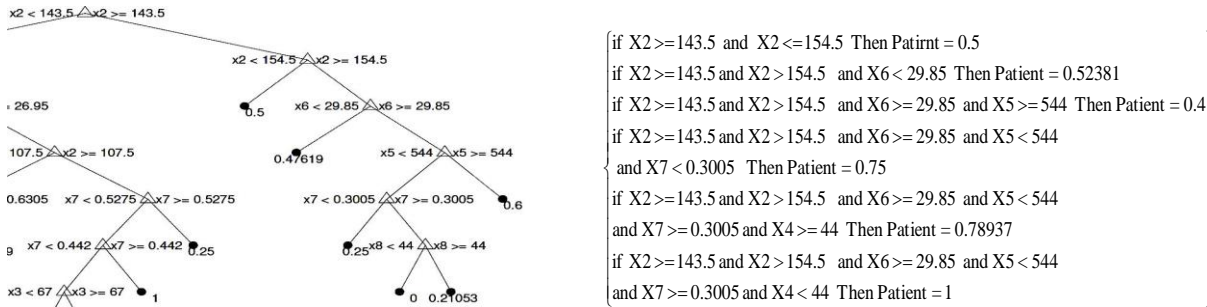 x2 < 143.5 x2 >= 143.5
x2 < 154.5 x2 >= 154.5
= 26.95
0.5
x6 < 29.85 x6 >= 29.85
107.5 x2 >= 107.5
0.47619
x5 < 544 x5 >= 544
0.6305 x7 < 0.5275 x7 >= 0.5275
x7 < 0.3005 x7 >= 0.3005
0.6
9 x7 < 0.442 x7 >= 0.442
0.25
0.25
x8 < 44 x8 >= 44
x3 < 67 x3 >= 67
1
0
0.21053
if X2 >=143.5 and X2 <=154.5 Then Patirnt = 0.5
if X2 >=143.5 and X2 > 154.5 and X6 < 29.85 Then Patient = 0.52381
if X2 >=143.5 and X2 > 154.5 and X6 >= 29.85 and X5 >= 544 Then Patient = 0.4
if X2 >=143.5 and X2 > 154.5 and X6 >= 29.85 and X5 < 544
and X7 < 0.3005 Then Patient = 0.75
if X2 >=143.5 and X2 > 154.5 and X6 >= 29.85 and X5 < 544
and X7 >= 0.3005 and X4 >= 44 Then Patient = 0.78937
if X2 >=143.5 and X2 > 154.5 and X6 >= 29.85 and X5 < 544
and X7 >= 0.3005 and X4 < 44 Then Patient = 1